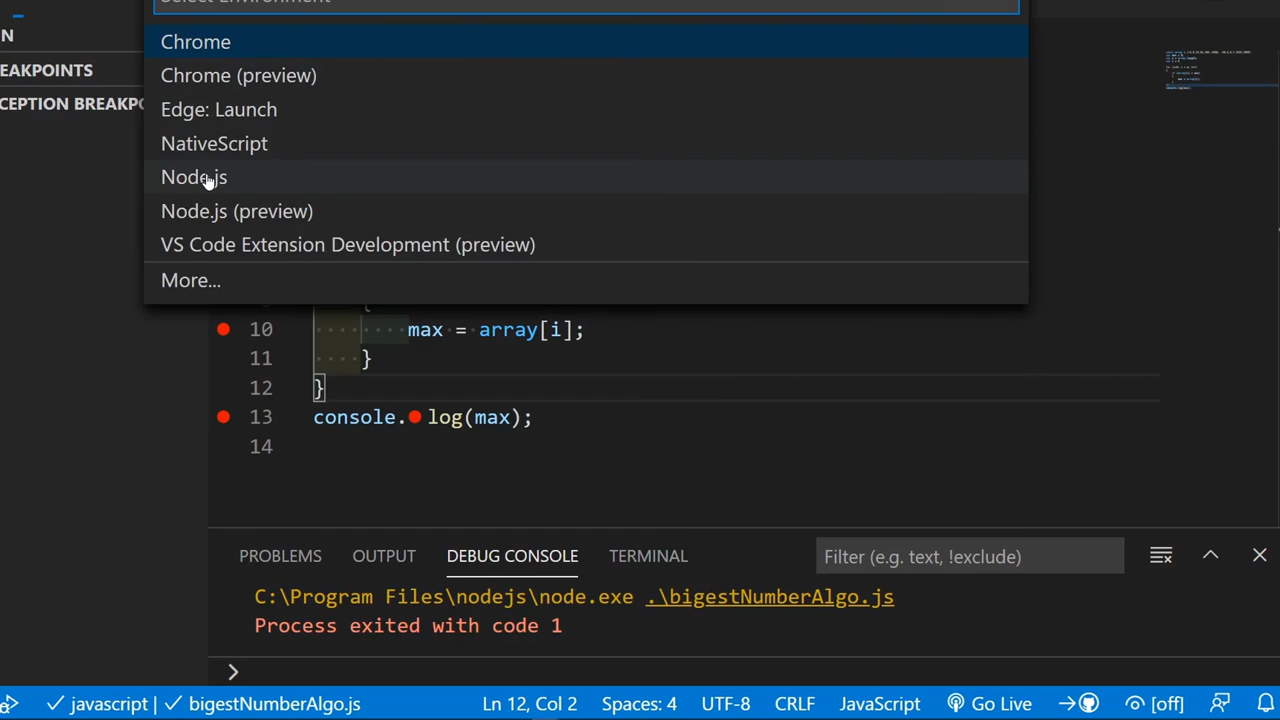 Select Environment
Chrome
Chrome (preview)
Edge: Launch
NativeScript
Node.js
Node.js (preview)
VS Code Extension Development (preview)
More...
N
EAKPOINTS
CEPTION BREAKPO
{
10 max = array[i];
11 }
12 }
13 console.log(max);
14
PROBLEMS OUTPUT DEBUG CONSOLE TERMINAL Filter (e.g. text, !exclude)
C:\Program Files\nodejs\node.exe .\bigestNumberAlgo.js
Process exited with code 1
>
javascript | ✓ bigestNumberAlgo.js Ln 12, Col 2 Spaces: 4 UTF-8 CRLF JavaScript Go Live [off]